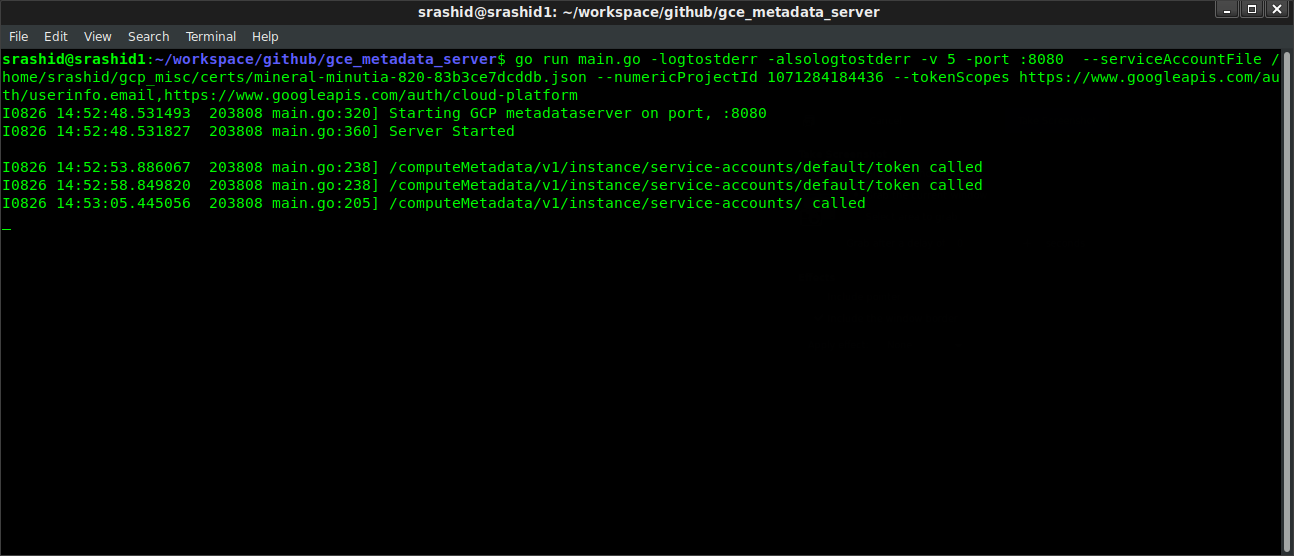 srashid@srashid1: ~/workspace/github/gce_metadata_server
File Edit View Search Terminal Help
srashid@srashid1:~/workspace/github/gce_metadata_server$ go run main.go -logtostderr -alsologtostderr -v 5 -port :8080  --serviceAccountFile /
home/srashid/gcp_misc/certs/mineral-minutia-820-83b3ce7dcddb.json --numericProjectId 1071284184436 --tokenScopes https://www.googleapis.com/au
th/userinfo.email,https://www.googleapis.com/auth/cloud-platform
I0826 14:52:48.531493  203808 main.go:320] Starting GCP metadataserver on port, :8080
I0826 14:52:48.531827  203808 main.go:360] Server Started
I0826 14:52:53.886067  203808 main.go:238] /computeMetadata/v1/instance/service-accounts/default/token called
I0826 14:52:58.849820  203808 main.go:238] /computeMetadata/v1/instance/service-accounts/default/token called
I0826 14:53:05.445056  203808 main.go:205] /computeMetadata/v1/instance/service-accounts/ called